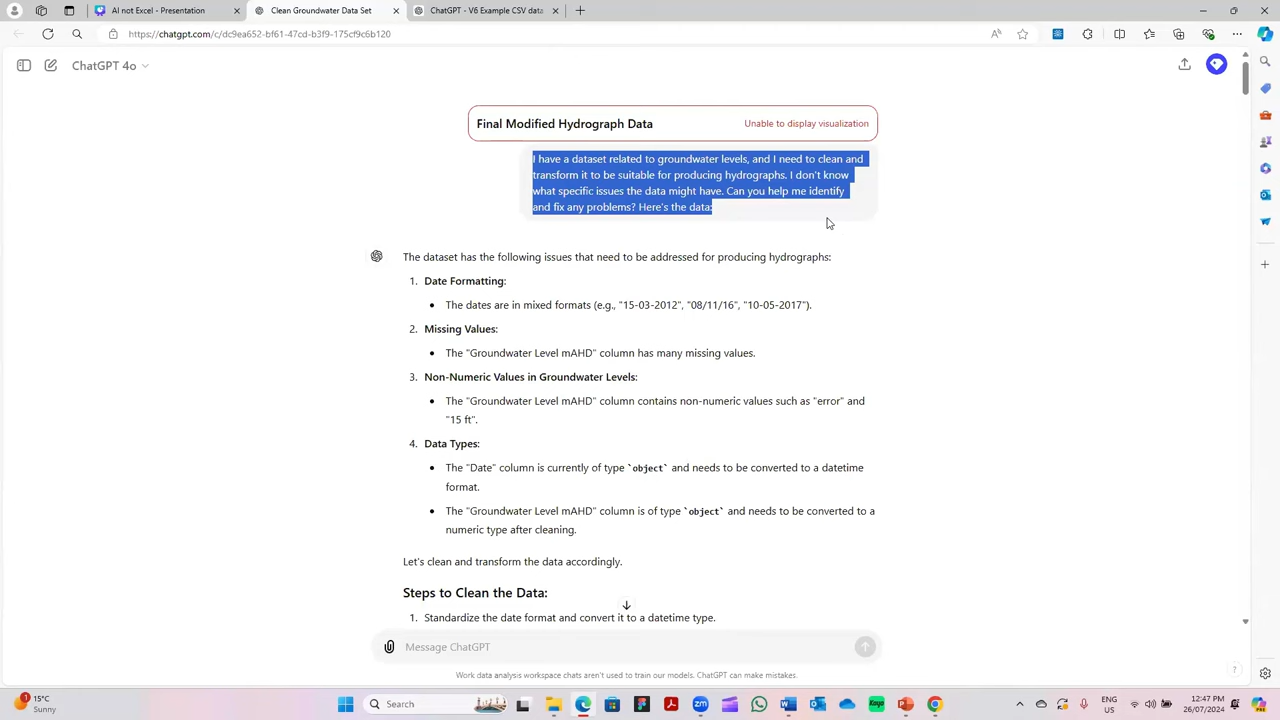 AI not Excel - Presentation
Clean Groundwater Data Set
ChatGPT - V6 Example CSV data
https://chatgpt.com/c/dc9ea652-bf61-47cd-b3f9-175cf9c6b120
ChatGPT 4o
Final Modified Hydrograph Data
Unable to display visualization
I have a dataset related to groundwater levels, and I need to clean and
transform it to be suitable for producing hydrographs. I don't know
what specific issues the data might have. Can you help me identify
and fix any problems? Here's the data:
The dataset has the following issues that need to be addressed for producing hydrographs:
1. Date Formatting:
• The dates are in mixed formats (e.g., "15-03-2012", "08/11/16", "10-05-2017").
2. Missing Values:
• The "Groundwater Level mAHD" column has many missing values.
3. Non-Numeric Values in Groundwater Levels:
• The "Groundwater Level mAHD" column contains non-numeric values such as "error" and
"15 ft".
4. Data Types:
• The "Date" column is currently of type `object` and needs to be converted to a datetime
format.
• The "Groundwater Level mAHD" column is of type `object` and needs to be converted to a
numeric type after cleaning.
Let's clean and transform the data accordingly.
Steps to Clean the Data:
1. Standardize the date format and convert it to a datetime type.
Message ChatGPT
Work data analysis workspace chats aren't used to train our models. ChatGPT can make mistakes.
?
1
15°C
Sunny
Search
Kogo
ENG
US
12:47 PM
26/07/2024